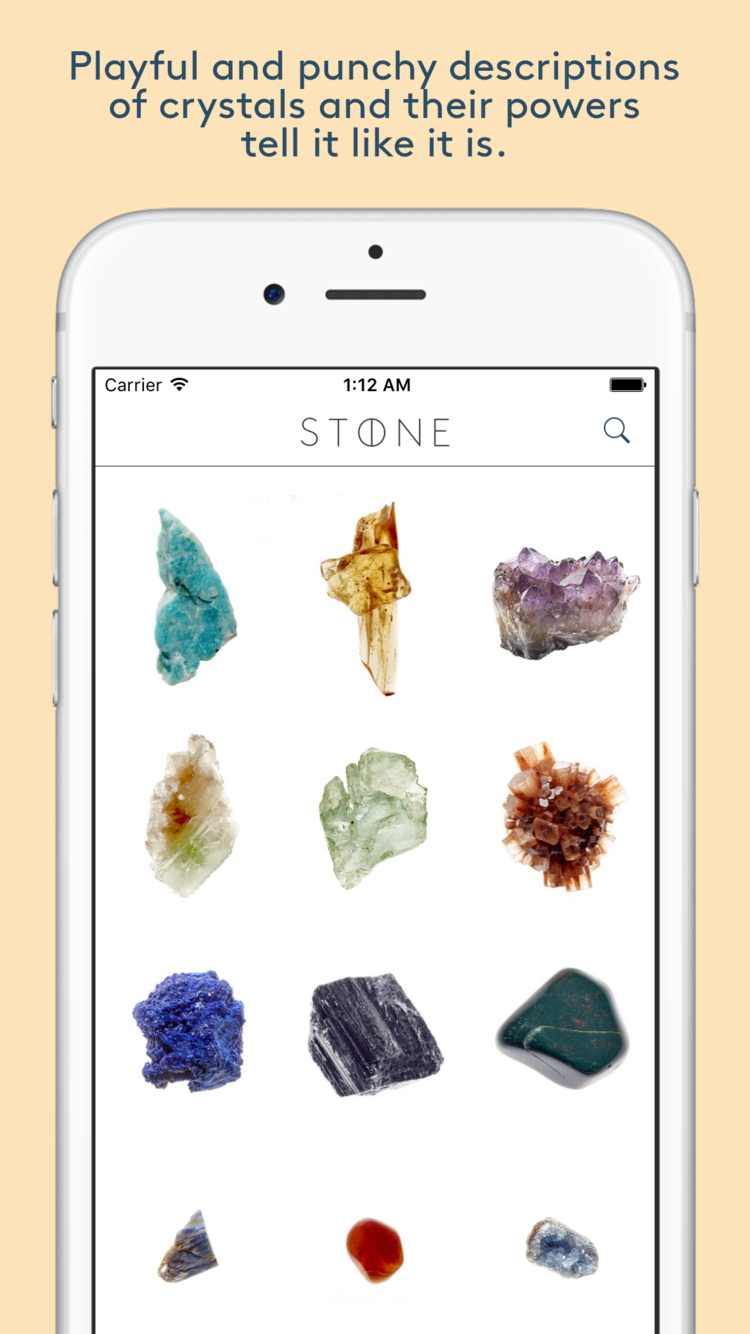 Playful and punchy descriptions
of crystals and their powers
tell it like it is.
Carrier 1:12 AM
STONE